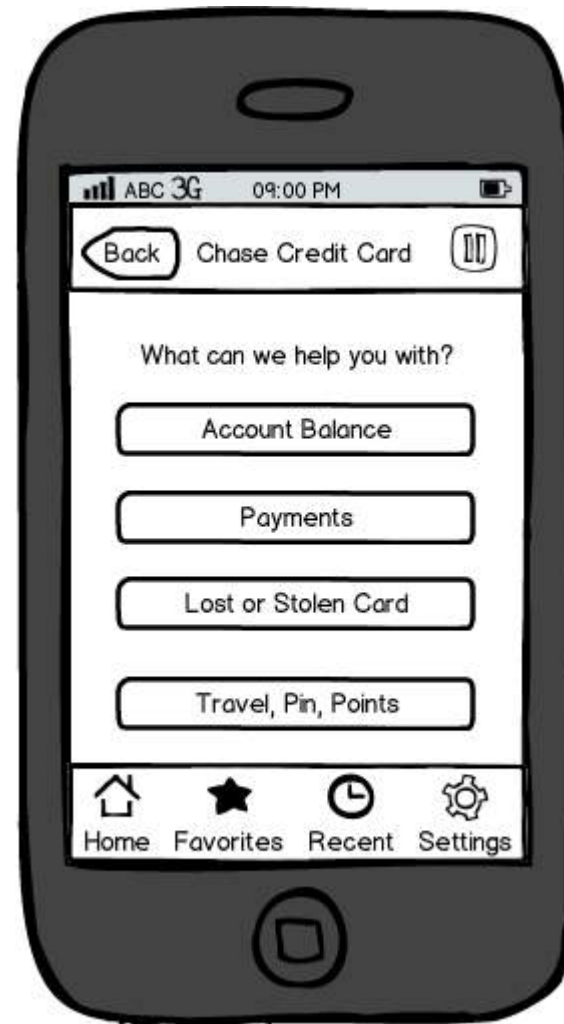 ABC 3G 09:00 PM
Back Chase Credit Card
What can we help you with?
Account Balance
Payments
Lost or Stolen Card
Travel, Pin, Points
Home Favorites Recent Settings